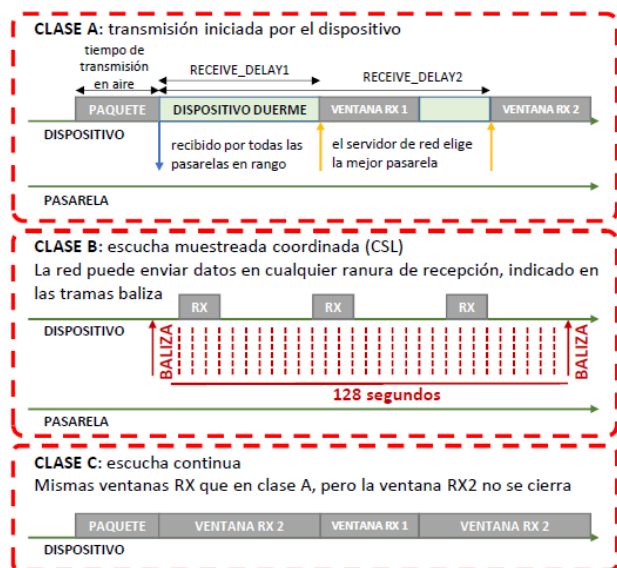 CLASE A: transmisión iniciada por el dispositivo
tiempo de
transmisión
en aire
RECEIVE_DELAY1
RECEIVE_DELAY2
PAQUETE
DISPOSITIVO DUERME
VENTANA RX 1
VENTANA RX 2
DISPOSITIVO
recibido por todas las
pasarelas en rango
el servidor de red elige
la mejor pasarela
PASARELA
CLASE B: escucha muestreada coordinada (CSL)
La red puede enviar datos en cualquier ranura de recepción, indicado en
las tramas baliza
RX
RX
RX
DISPOSITIVO
BALIZA
BALIZA
128 segundos
PASARELA
CLASE C: escucha continua
Mismas ventanas RX que en clase A, pero la ventana RX2 no se cierra
PAQUETE
VENTANA RX 2
VENTANA RX 1
VENTANA RX 2
DISPOSITIVO